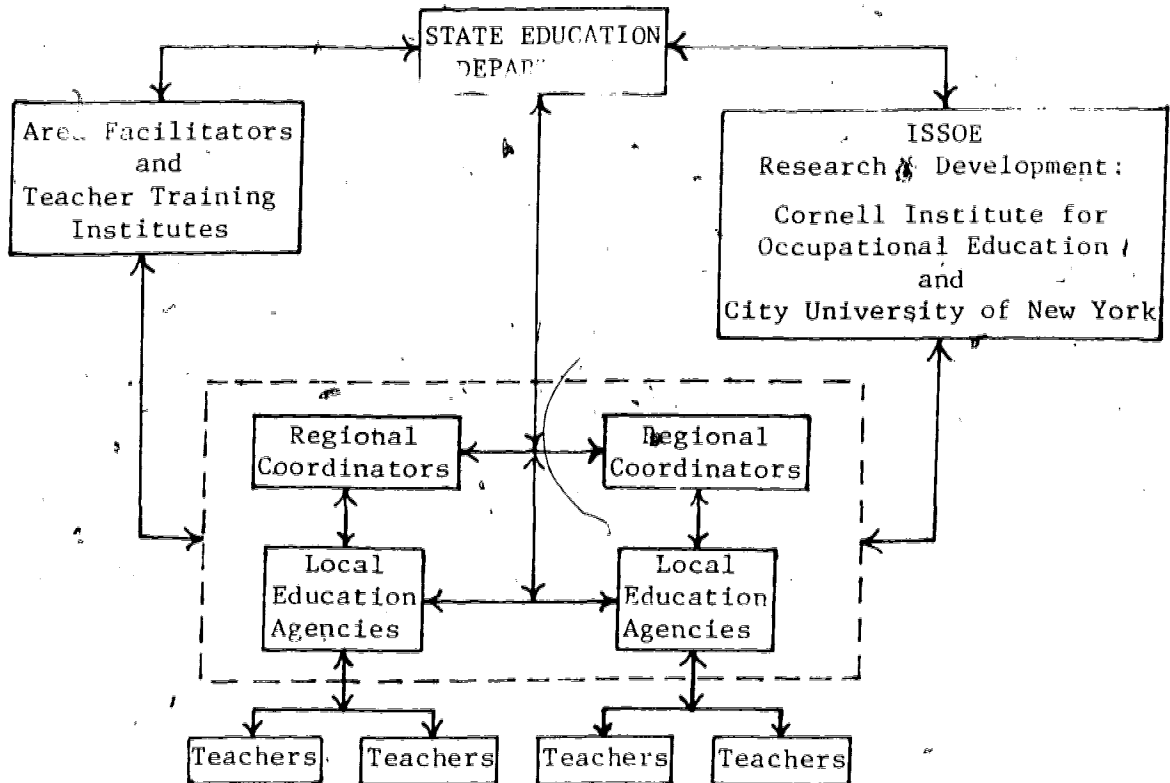 STATE EDUCATION
Area Facilitators
and
Teacher Training
Institutes
ISSOE
Research & Development:
Cornell Institute for
Occupational Education
and
City University of New York
Regional
Coordinators
Regional
Coordinators
Local
Education
Agencies
Local
Education
Agencies
Teachers
Teachers
Teachers
Teachers